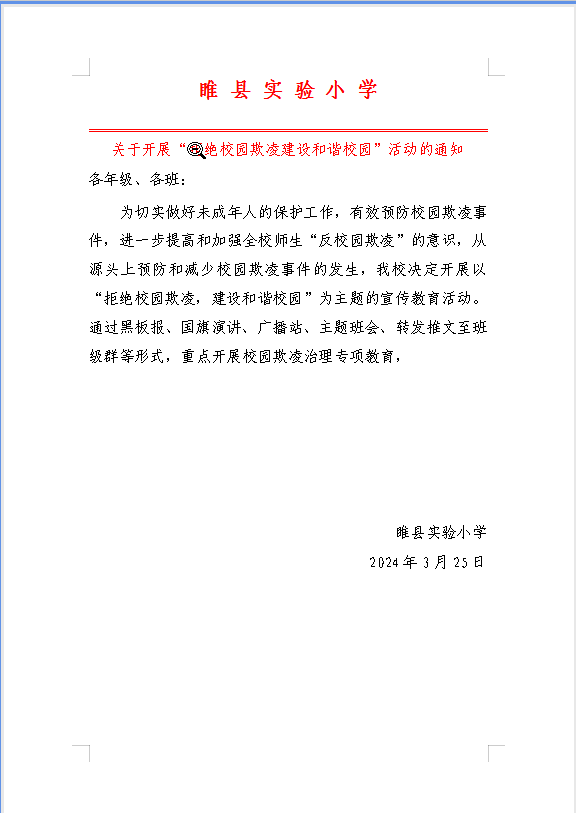 睢县实验小学
关于开展“拒绝校园欺凌建设和谐校园”活动的通知
各年级、各班：
为切实做好未成年人的保护工作，有效预防校园欺凌事
件，进一步提高和加强全校师生“反校园欺凌”的意识，从
源头上预防和减少校园欺凌事件的发生，我校决定开展以
“拒绝校园欺凌，建设和谐校园”为主题的宣传教育活动。
通过黑板报、国旗演讲、广播站、主题班会、转发推文至班
级群等形式，重点开展校园欺凌治理专项教育，
睢县实验小学
2024年3月25日